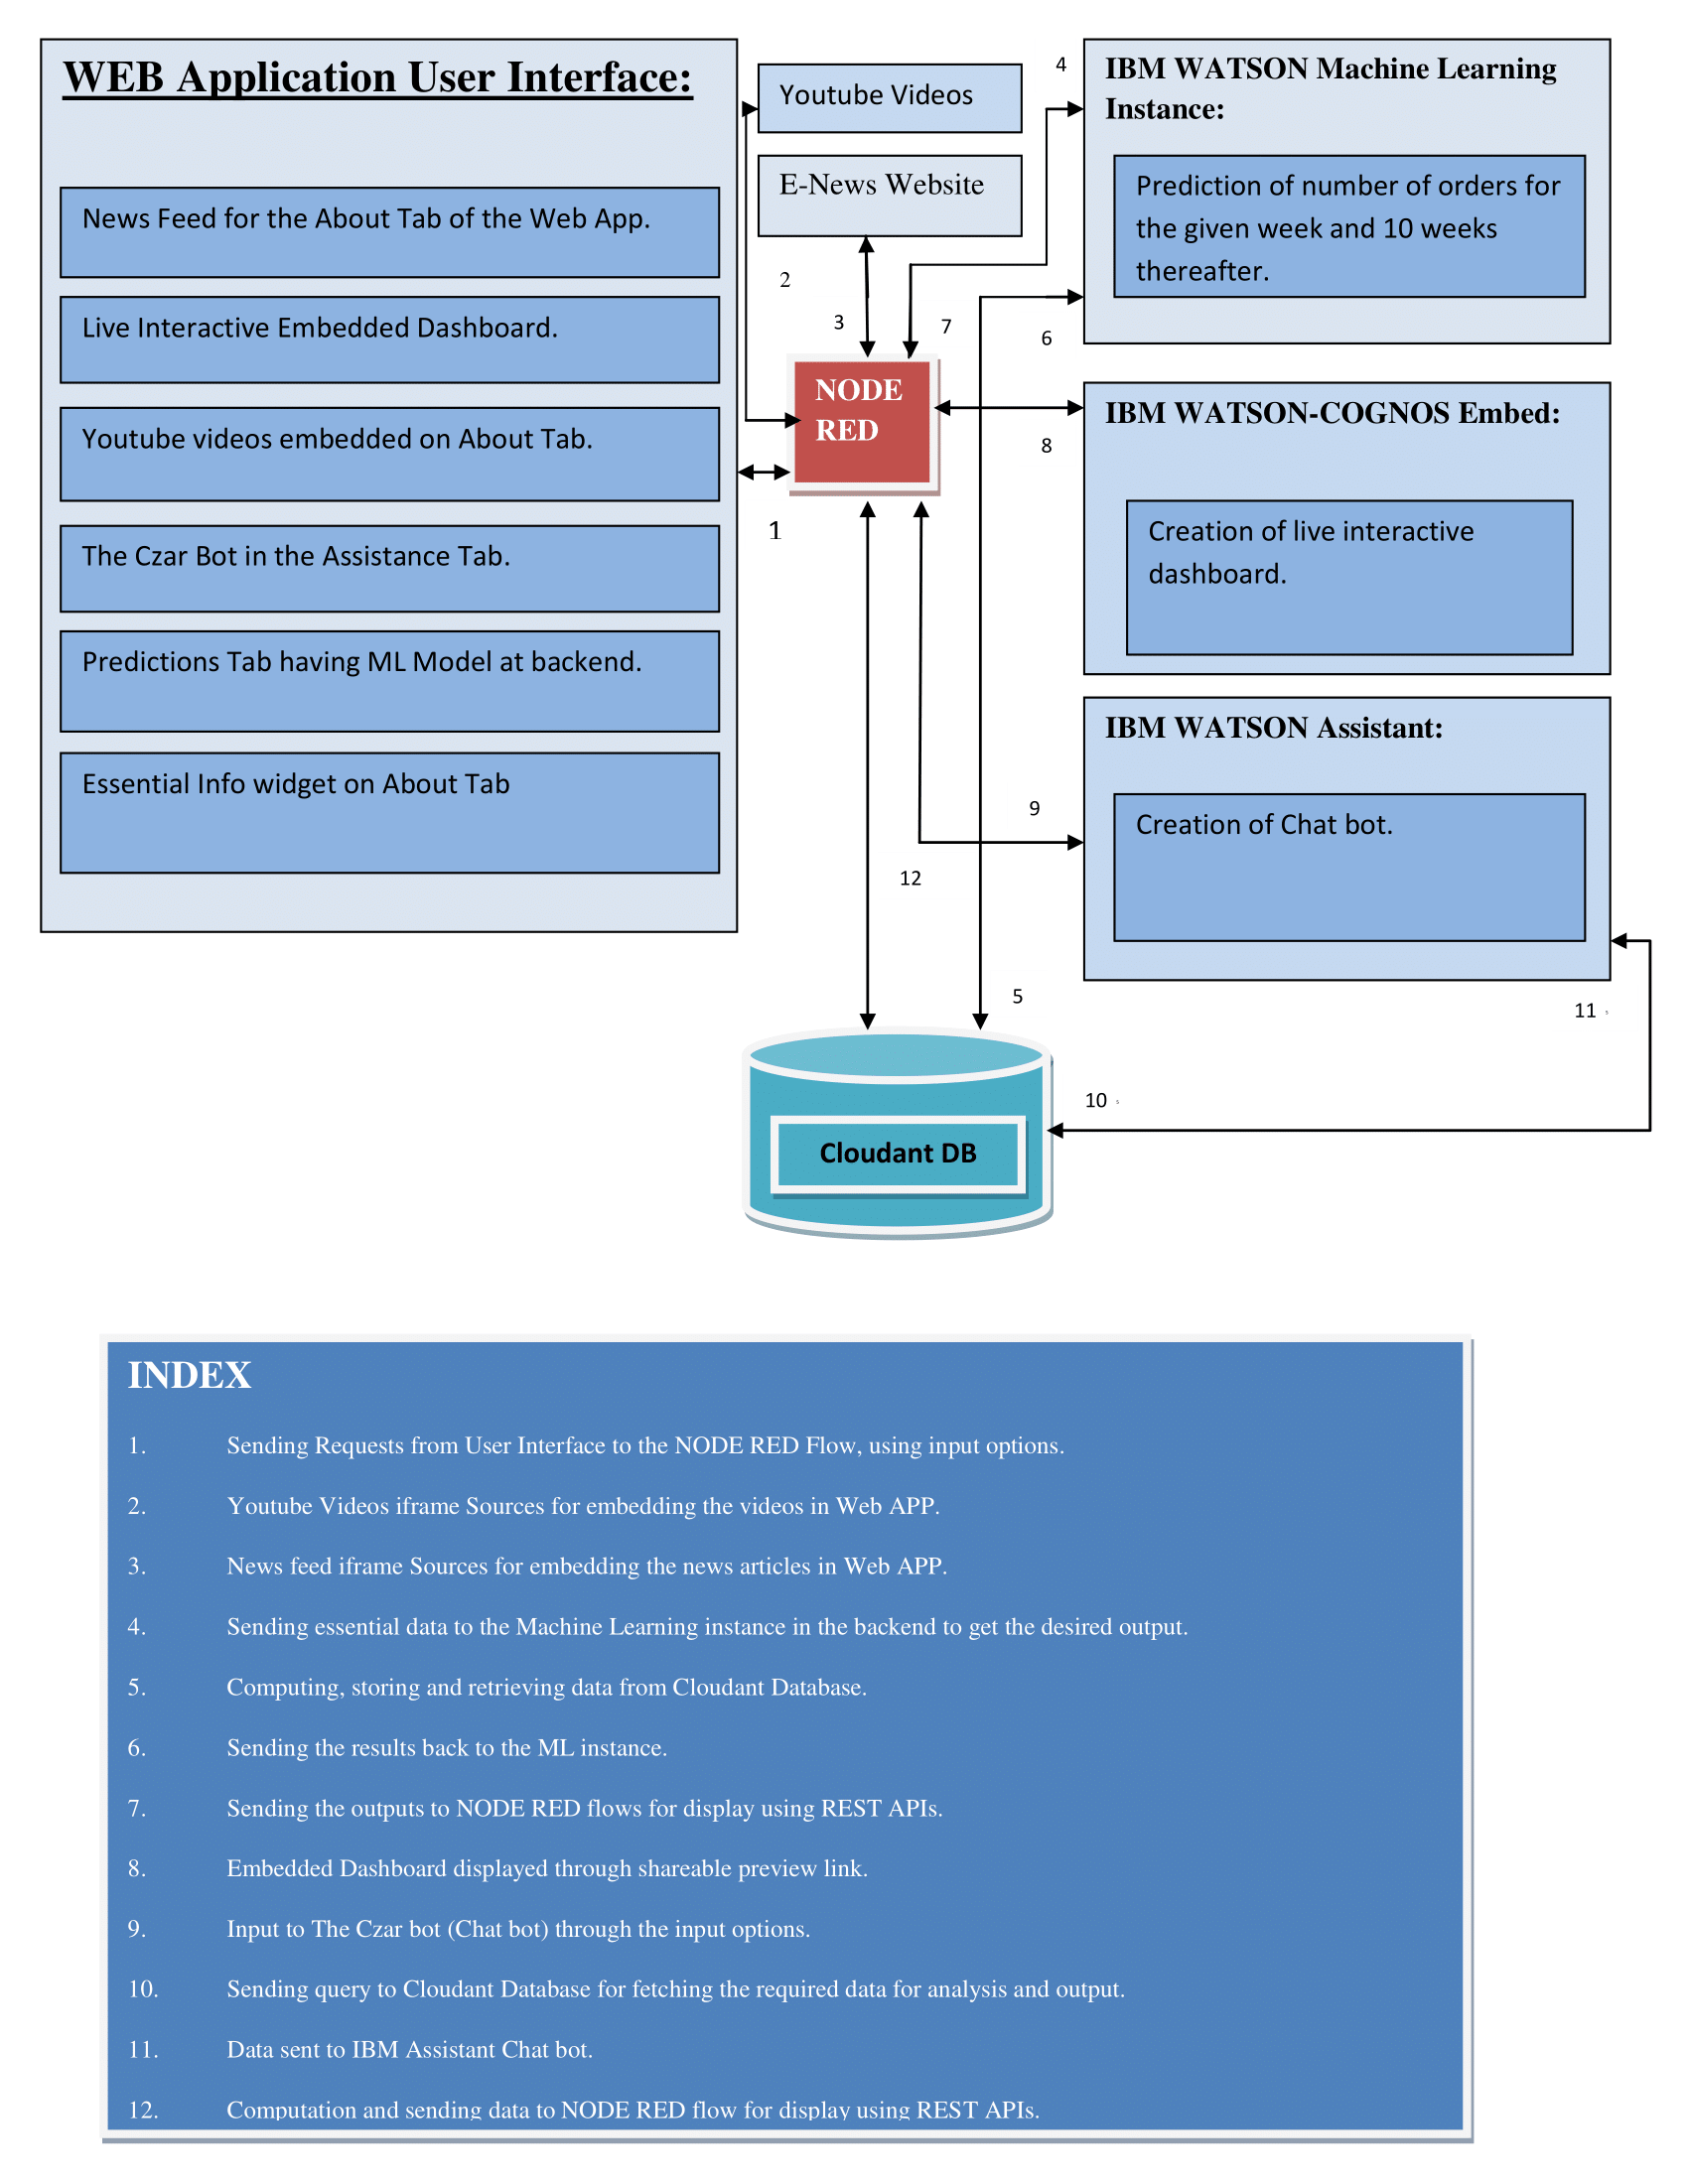 WEB Application User Interface:
News Feed for the About Tab of the Web App.
Live Interactive Embedded Dashboard.
Youtube videos embedded on About Tab.
The Czar Bot in the Assistance Tab.
Predictions Tab having ML Model at backend.
Essential Info widget on About Tab
Youtube Videos
E-News Website
2
3
7
4
6
8
1
9
12
5
11
10
NODE
RED
IBM WATSON Machine Learning
Instance:
Prediction of number of orders for
the given week and 10 weeks
thereafter.
IBM WATSON-COGNOS Embed:
Creation of live interactive
dashboard.
IBM WATSON Assistant:
Creation of Chat bot.
Cloudant DB
INDEX
1. Sending Requests from User Interface to the NODE RED Flow, using input options.
2. Youtube Videos iframe Sources for embedding the videos in Web APP.
3. News feed iframe Sources for embedding the news articles in Web APP.
4. Sending essential data to the Machine Learning instance in the backend to get the desired output.
5. Computing, storing and retrieving data from Cloudant Database.
6. Sending the results back to the ML instance.
7. Sending the outputs to NODE RED flows for display using REST APIs.
8. Embedded Dashboard displayed through shareable preview link.
9. Input to The Czar bot (Chat bot) through the input options.
10. Sending query to Cloudant Database for fetching the required data for analysis and output.
11. Data sent to IBM Assistant Chat bot.
12. Computation and sending data to NODE RED flow for display using REST APIs.